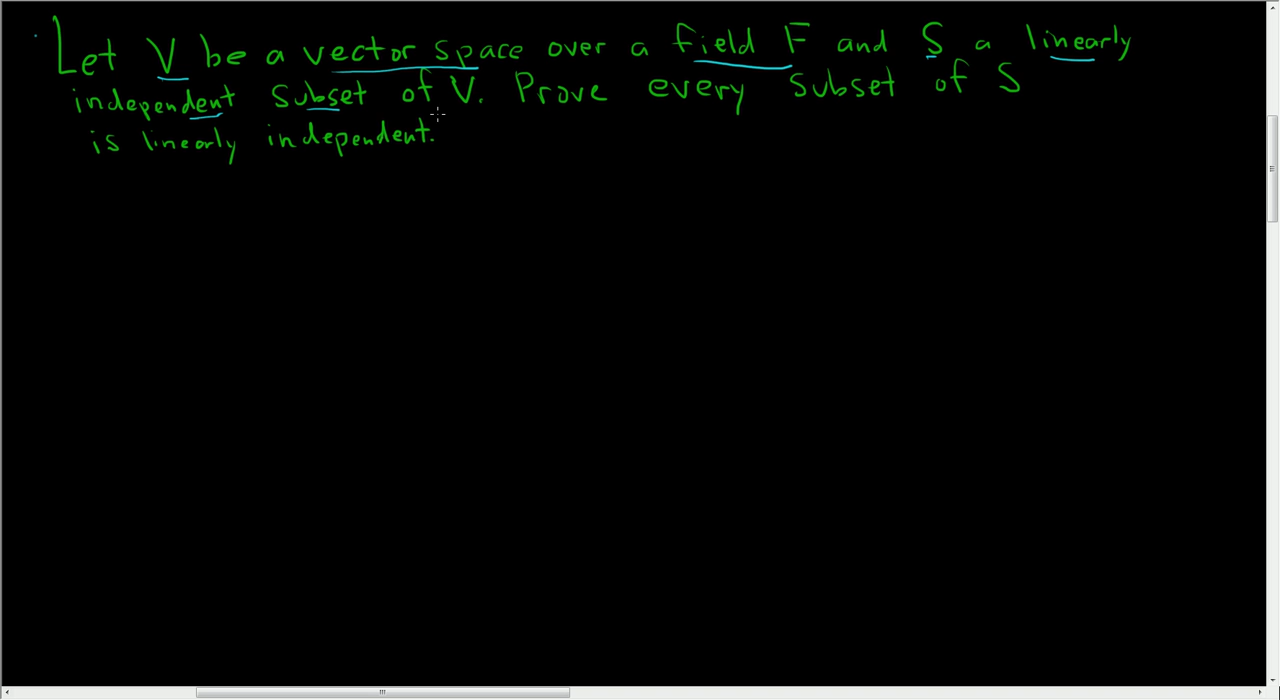 Let V be a vector space over a field F and S a linearly
independent subset of V. Prove every subset of S
is linearly independent.